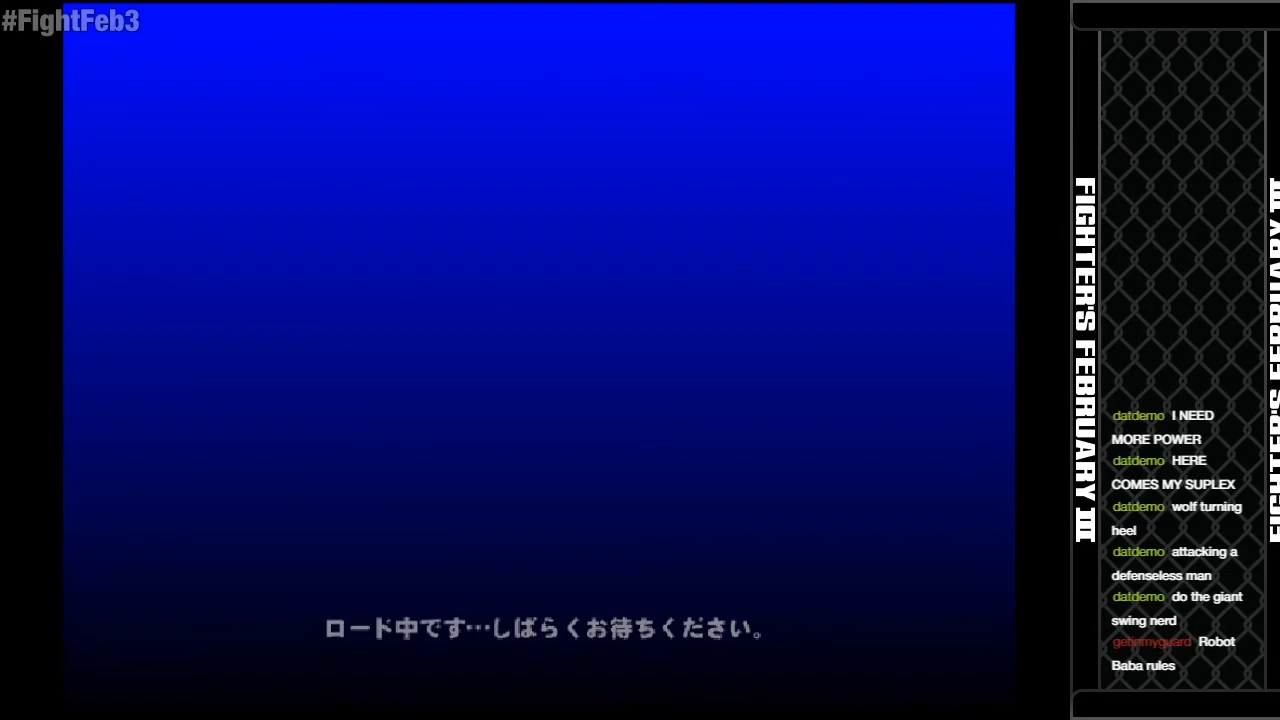 #FightFeb3
ロード中です…しばらくお待ちください。
FIGHTER'S FEBRUARY III
FIGHTER'S FEBRUARY III
datdemo I NEED
MORE POWER
datdemo HERE
COMES MY SUPLEX
datdemo wolf turning
heel
datdemo attacking a
defenseless man
datdemo do the giant
swing nerd
getinmyguard Robot
Baba rules